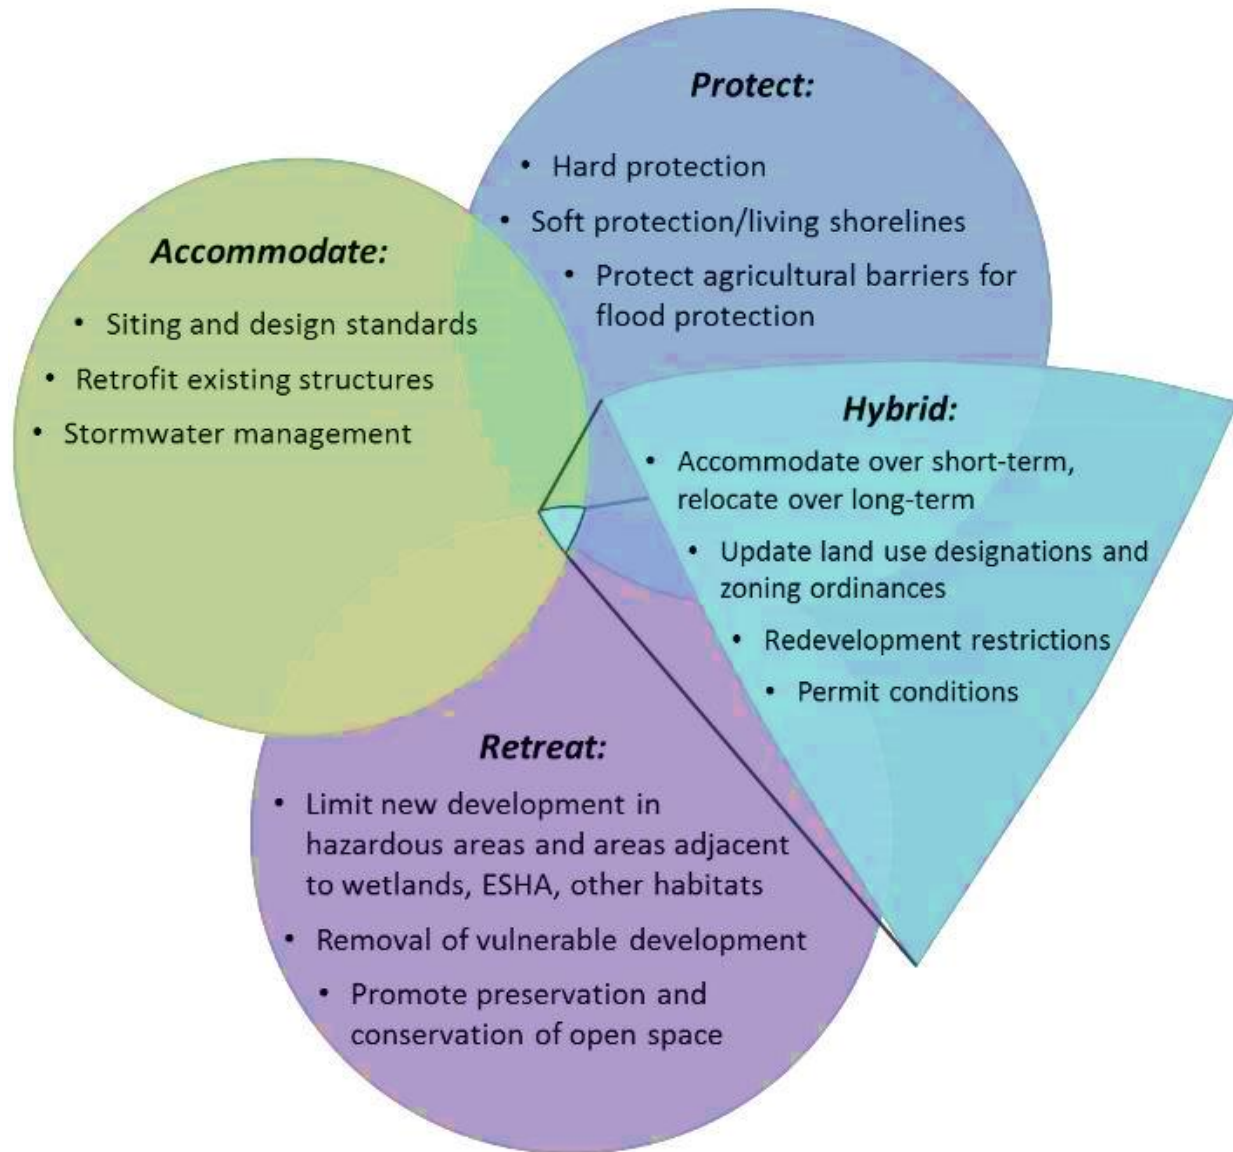 Protect:
• Hard protection
• Soft protection/living shorelines
• Protect agricultural barriers for
flood protection
Accommodate:
• Siting and design standards
• Retrofit existing structures
• Stormwater management
Hybrid:
• Accommodate over short-term,
relocate over long-term
• Update land use designations and
zoning ordinances
• Redevelopment restrictions
• Permit conditions
Retreat:
• Limit new development in
hazardous areas and areas adjacent
to wetlands, ESHA, other habitats
• Removal of vulnerable development
• Promote preservation and
conservation of open space